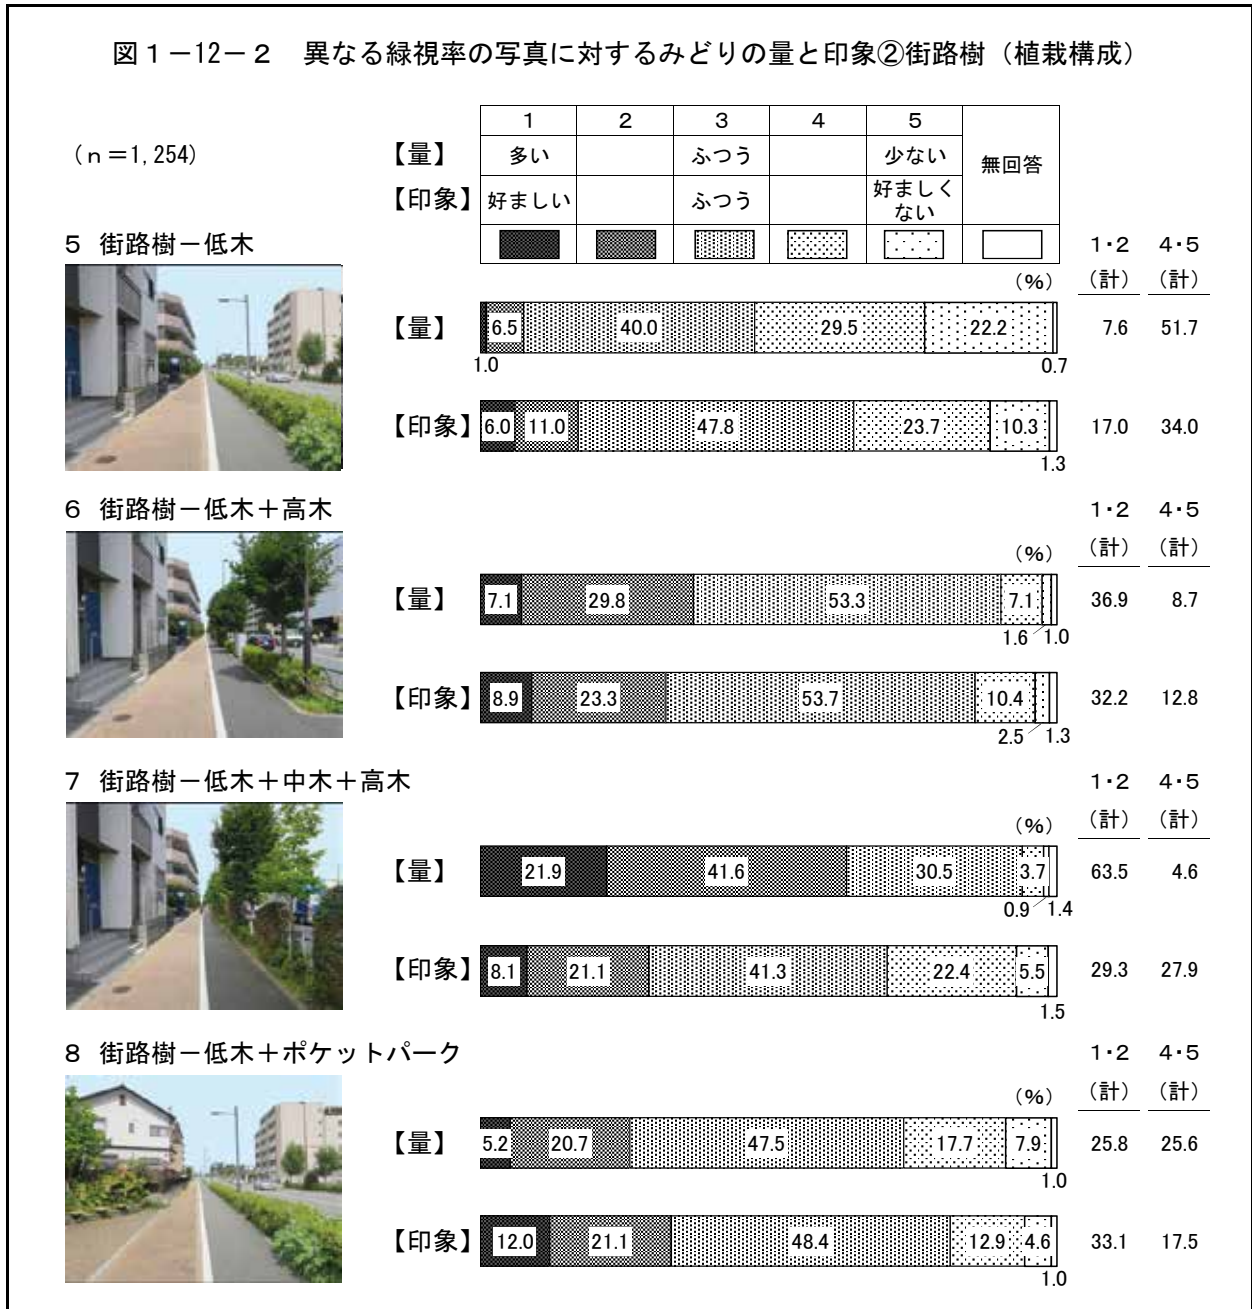 図1－12－2　異なる緑視率の写真に対するみどりの量と印象②街路樹（植栽構成）
（n＝1,254）
1 2 3 4 5 無回答
【量】 多い ふつう 少ない
【印象】 好ましい ふつう 好ましくない
5 街路樹－低木
1・2（計） 4・5（計）
（%）
【量】 1.0 6.5 40.0 29.5 22.2 0.7 7.6 51.7
【印象】 6.0 11.0 47.8 23.7 10.3 1.3 17.0 34.0
6 街路樹－低木＋高木
1・2（計） 4・5（計）
（%）
【量】 7.1 29.8 53.3 7.1 1.6 1.0 36.9 8.7
【印象】 8.9 23.3 53.7 10.4 2.5 1.3 32.2 12.8
7 街路樹－低木＋中木＋高木
1・2（計） 4・5（計）
（%）
【量】 21.9 41.6 30.5 3.7 0.9 1.4 63.5 4.6
【印象】 8.1 21.1 41.3 22.4 5.5 1.5 29.3 27.9
8 街路樹－低木＋ポケットパーク
1・2（計） 4・5（計）
（%）
【量】 5.2 20.7 47.5 17.7 7.9 1.0 25.8 25.6
【印象】 12.0 21.1 48.4 12.9 4.6 1.0 33.1 17.5